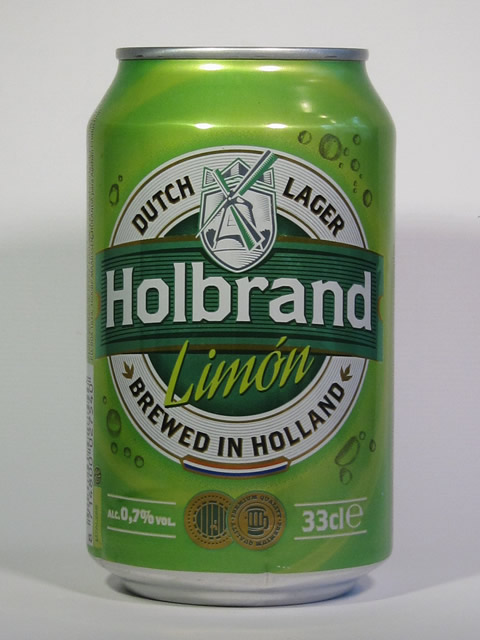 DUTCH LAGER
Holbrand
Limón
BREWED IN HOLLAND
ALC. 0,7% VOL.
33cl e